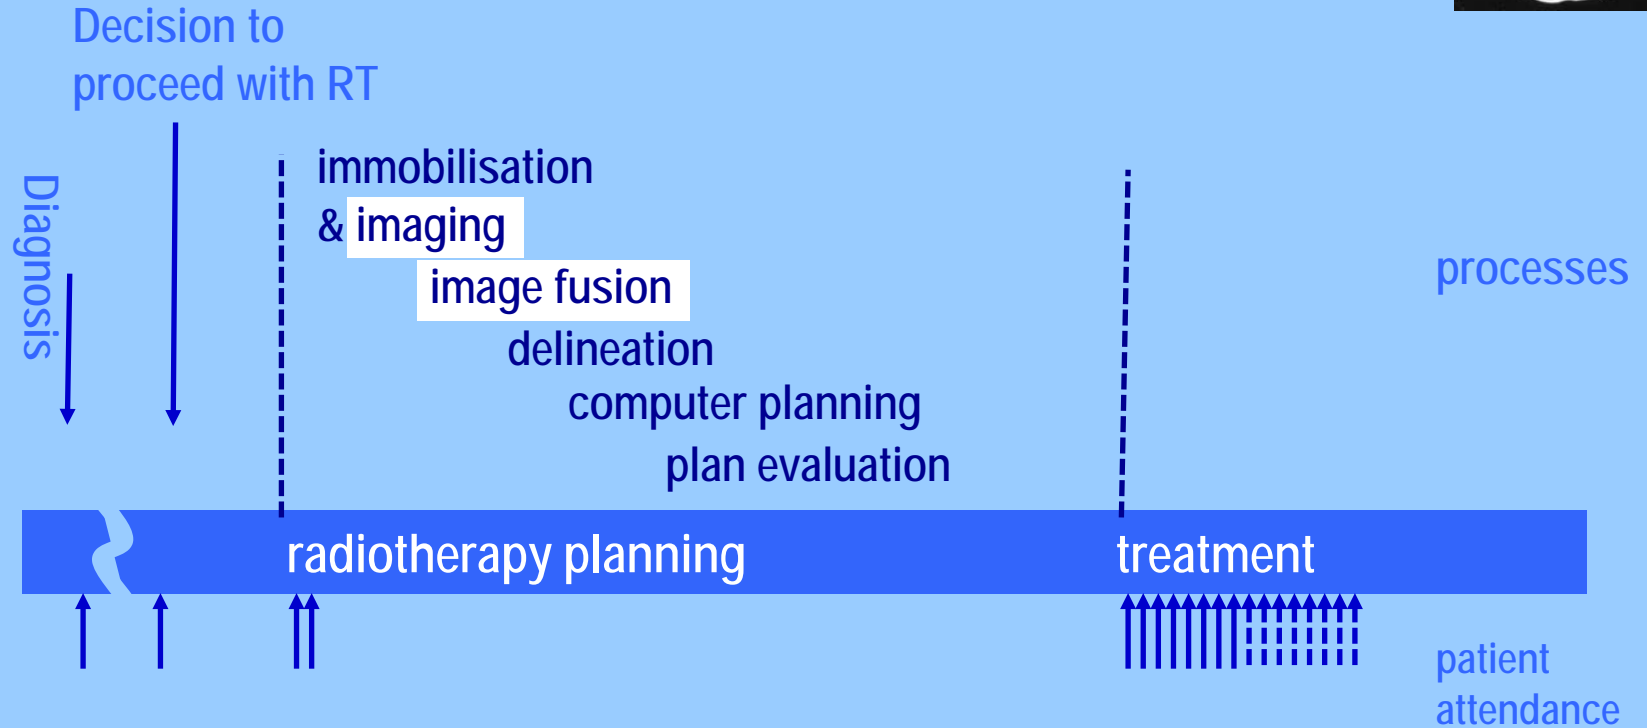 Decision to
proceed with RT
Diagnosis
immobilisation
& imaging
image fusion
delineation
computer planning
plan evaluation
processes
radiotherapy planning
treatment
patient
attendance